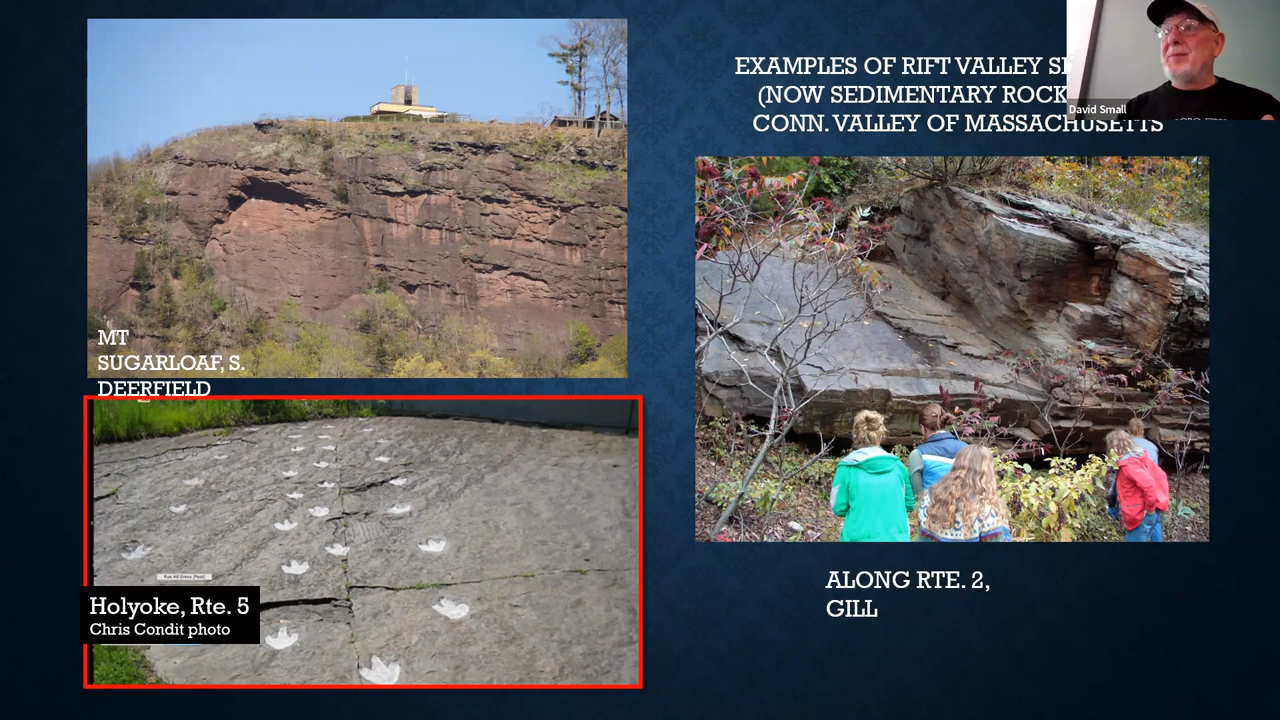 EXAMPLES OF RIFT VALLEY
(NOW SEDIMENTARY ROCK
CONN. VALLEY OF MASSACHUSETTS
David Small
MT
SUGARLOAF, S.
DEERFIELD
Holyoke, Rte. 5
Chris Condit photo
ALONG RTE. 2,
GILL